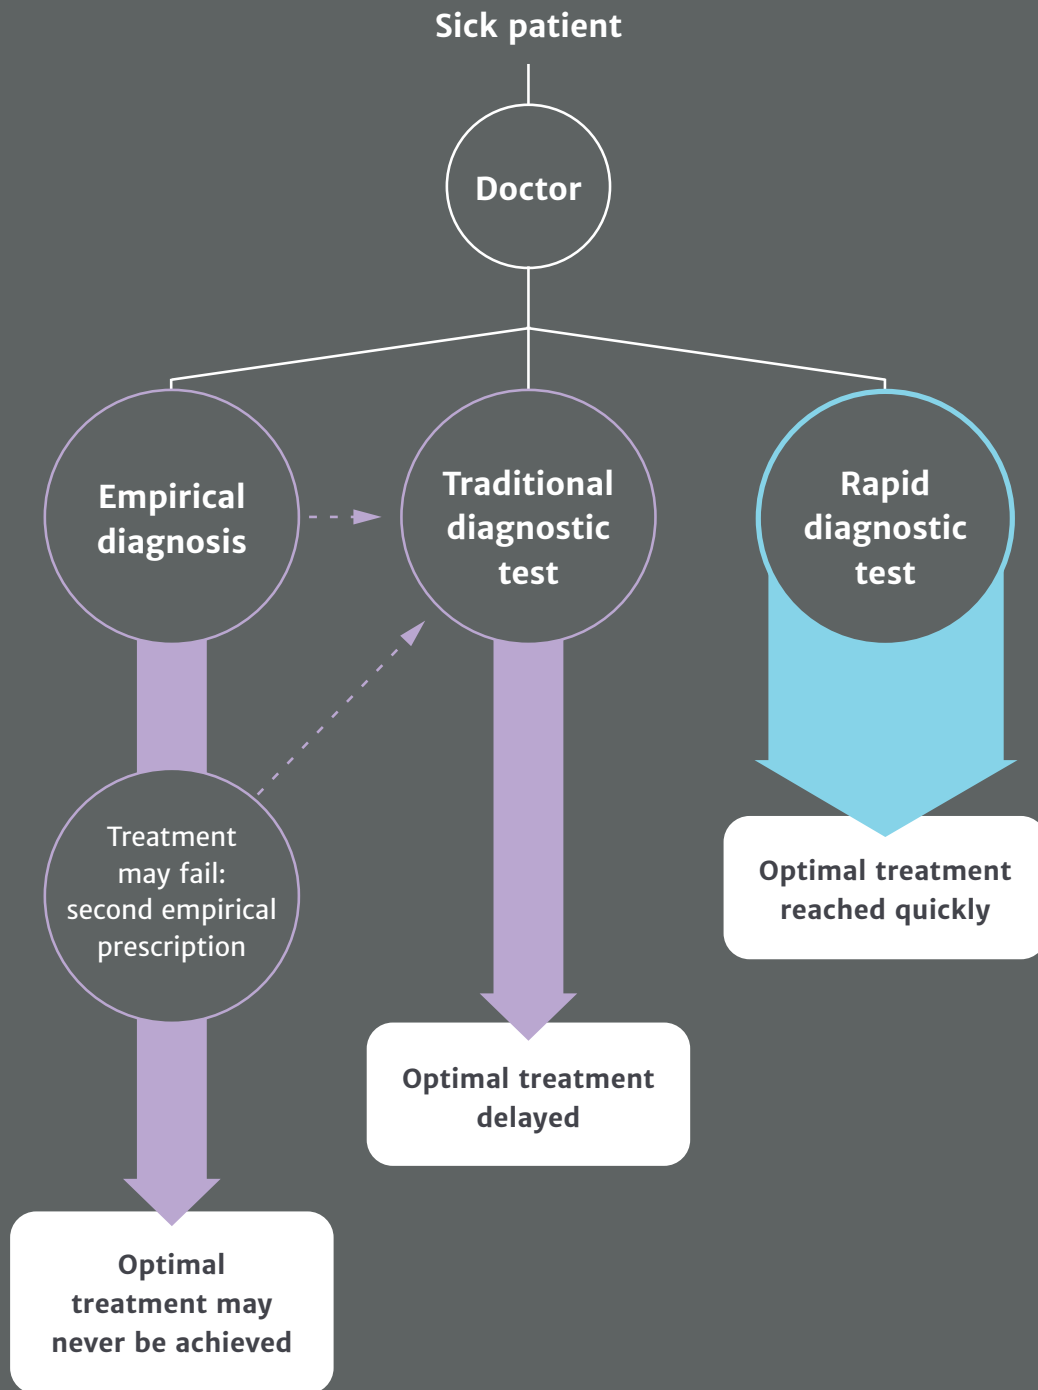 Sick patient
Doctor
Empirical
diagnosis
Traditional
diagnostic
test
Rapid
diagnostic
test
Treatment
may fail:
second empirical
prescription
Optimal treatment
reached quickly
Optimal treatment
delayed
Optimal
treatment may
never be achieved